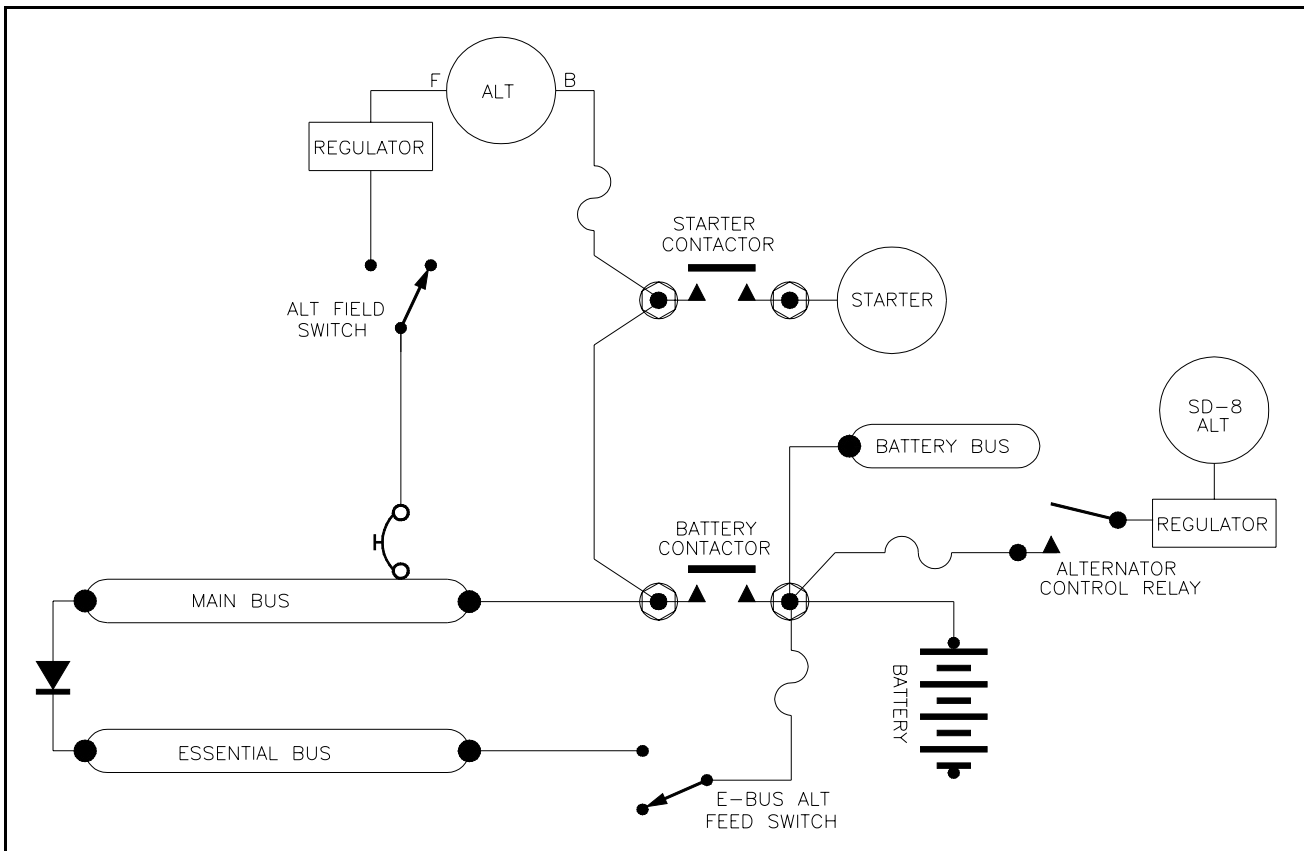 F
ALT
B
REGULATOR
STARTER
CONTACTOR
ALT FIELD
SWITCH
STARTER
SD-8
ALT
BATTERY BUS
REGULATOR
BATTERY
CONTACTOR
ALTERNATOR
CONTROL RELAY
MAIN BUS
BATTERY
ESSENTIAL BUS
E-BUS ALT
FEED SWITCH